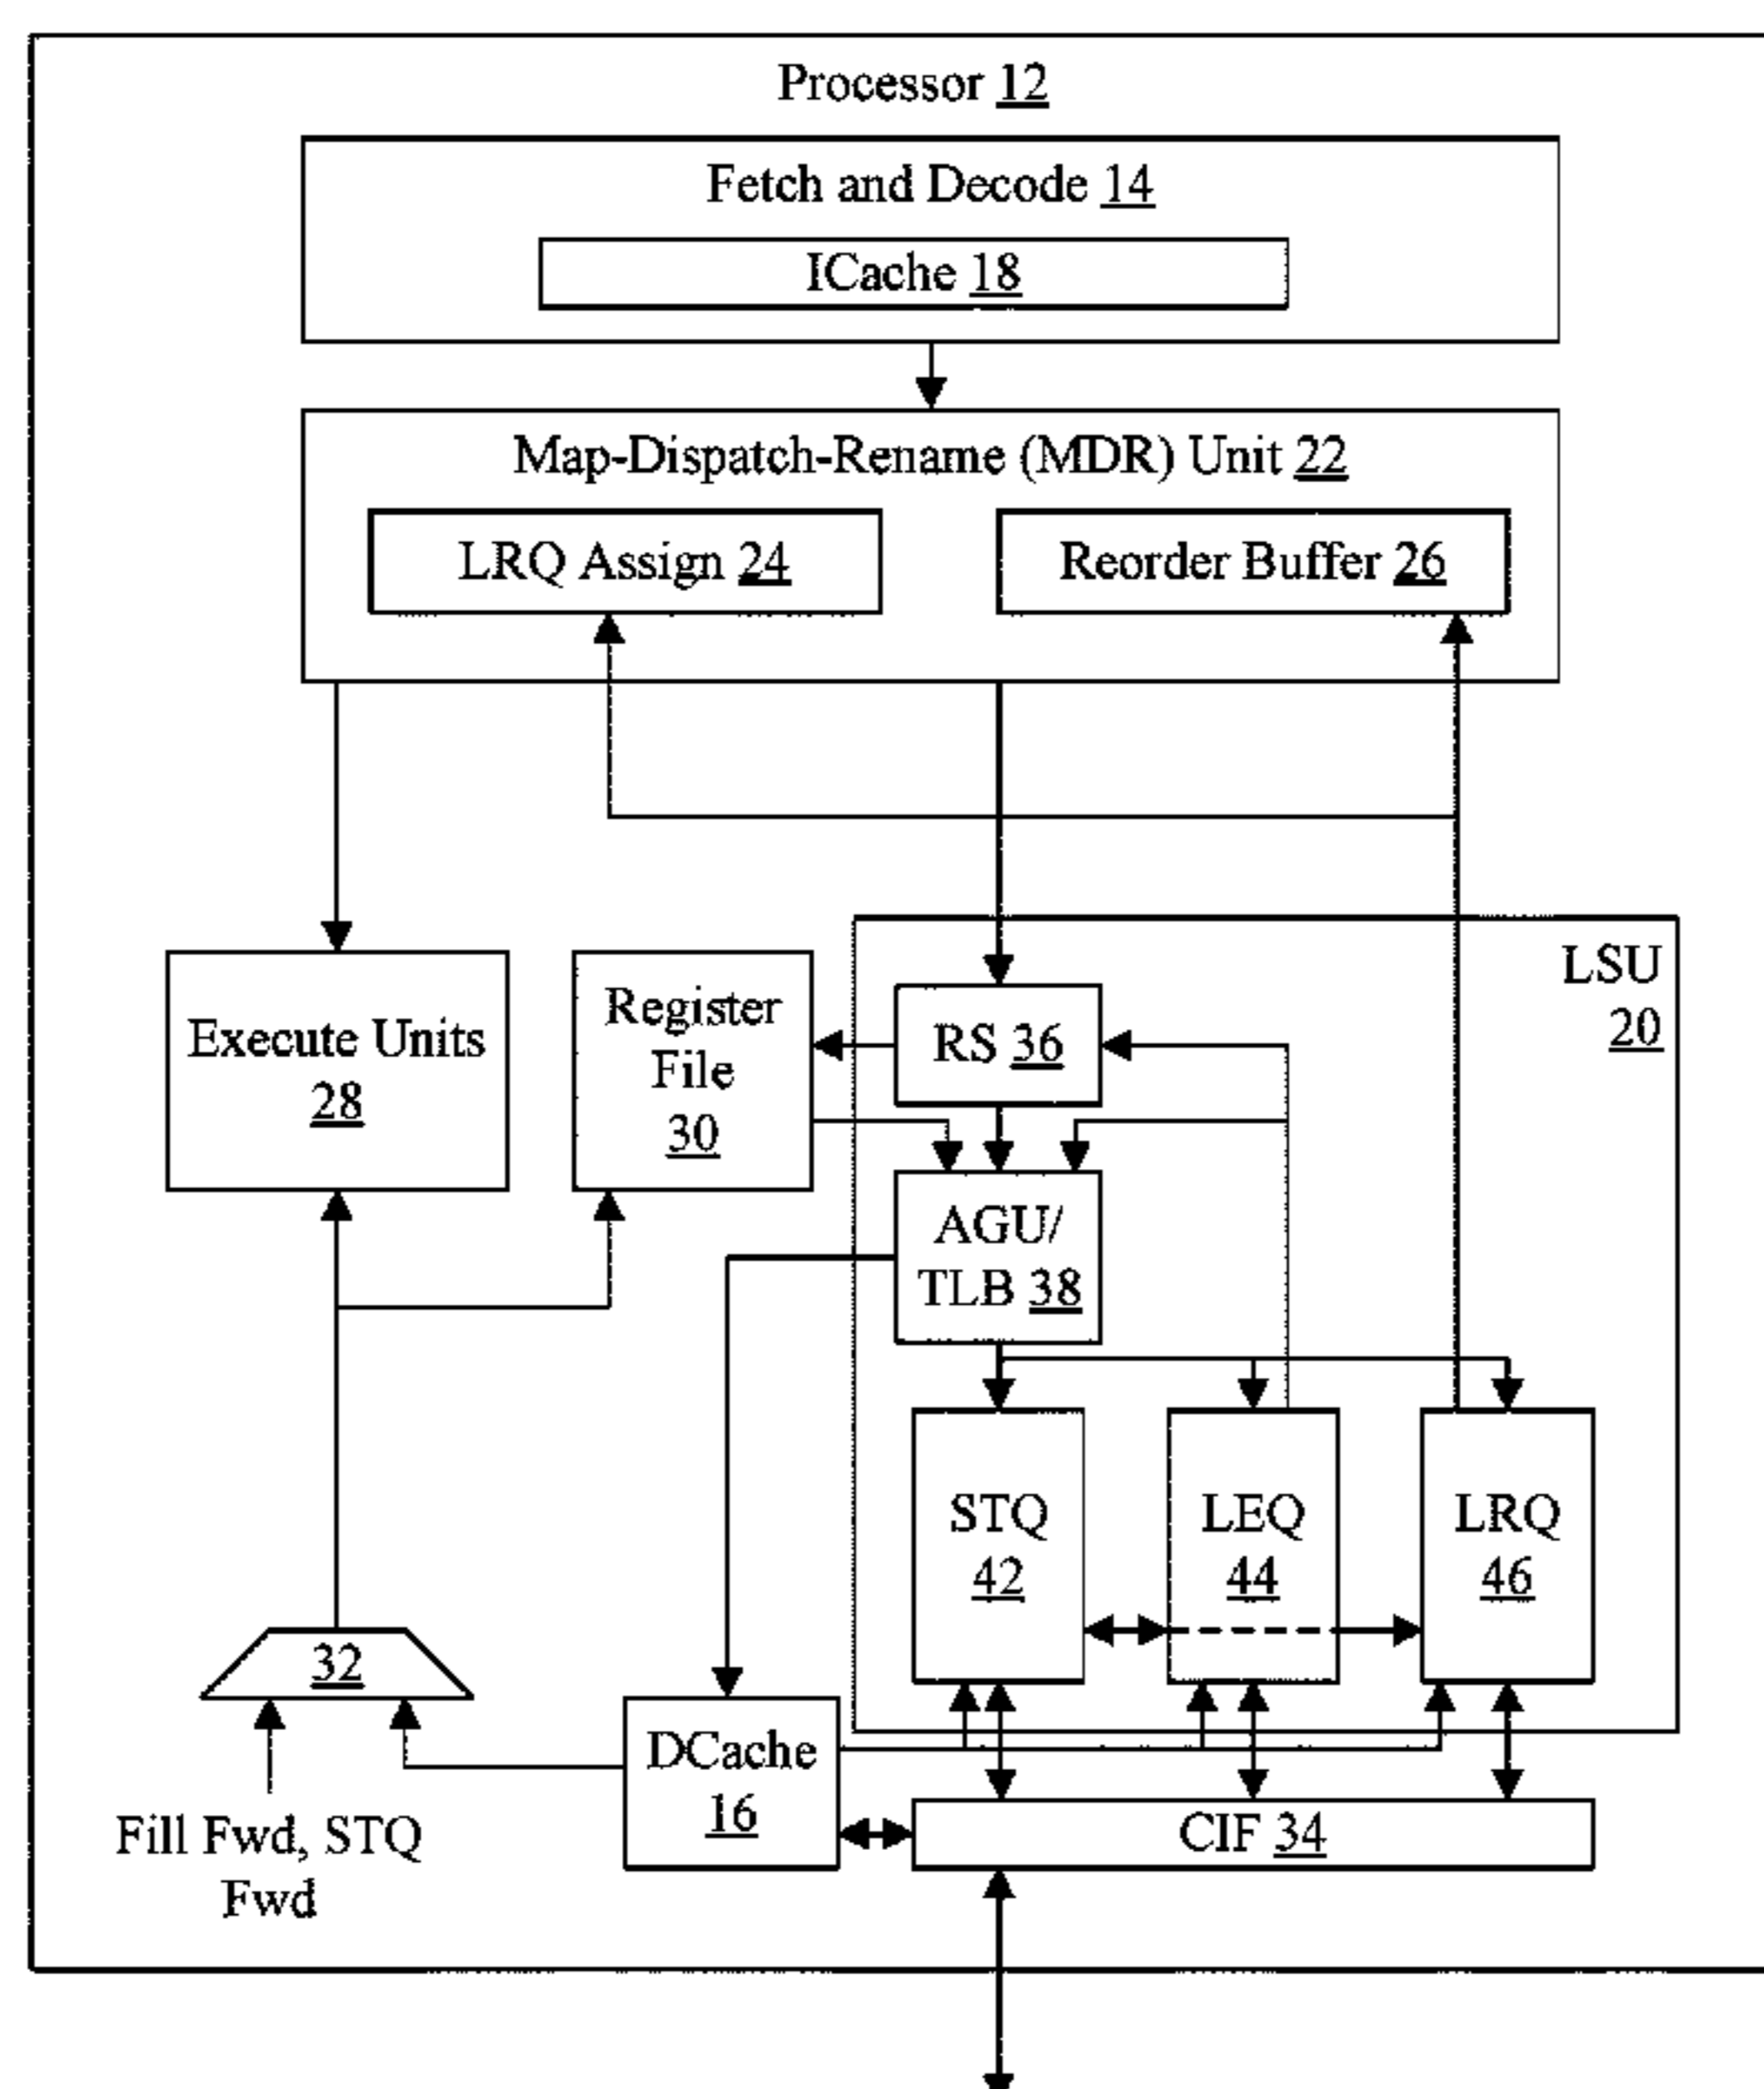 Processor 12
Fetch and Decode 14
ICache 18
Map-Dispatch-Rename (MDR) Unit 22
LRQ Assign 24
Reorder Buffer 26
LSU
20
Execute Units
28
Register
File
30
RS 36
AGU/
TLB 38
STQ
42
LEQ
44
LRQ
46
32
DCache
16
Fill Fwd, STQ
Fwd
CIF 34